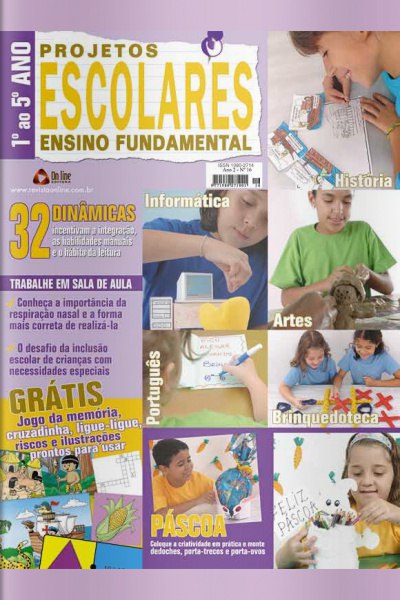 1º ao 5º ANO
PROJETOS
ESCOLARES
ENSINO FUNDAMENTAL
On line
EDITORA
www.revistaonline.com.br
ISSN 1980-2714
Ano 2 - Nº 16
História
32 DINÂMICAS
incentivam a integração,
as habilidades manuais
e o hábito da leitura
Informática
TRABALHE EM SALA DE AULA
Conheça a importância da
respiração nasal e a forma
mais correta de realizá-la
O desafio da inclusão
escolar de crianças com
necessidades especiais
Artes
Português
Brinquedoteca
GRÁTIS
Jogo da memória,
cruzadinha, ligue-ligue,
riscos e ilustrações
prontos para usar
PÁSCOA
Coloque a criatividade em prática e monte
dedoches, porta-trecos e porta-ovos
FELIZ
PÁSCOA